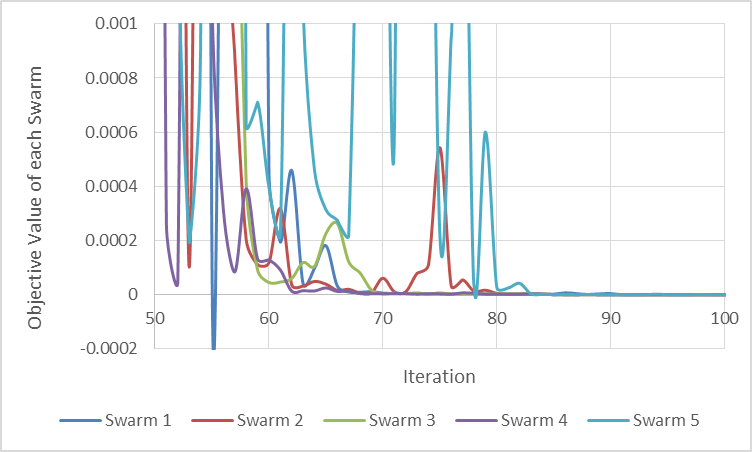 0.001
0.0008
0.0006
0.0004
0.0002
0
-0.0002
50 60 70 80 90 100
Objective Value of each Swarm
Iteration
Swarm 1 Swarm 2 Swarm 3 Swarm 4 Swarm 5